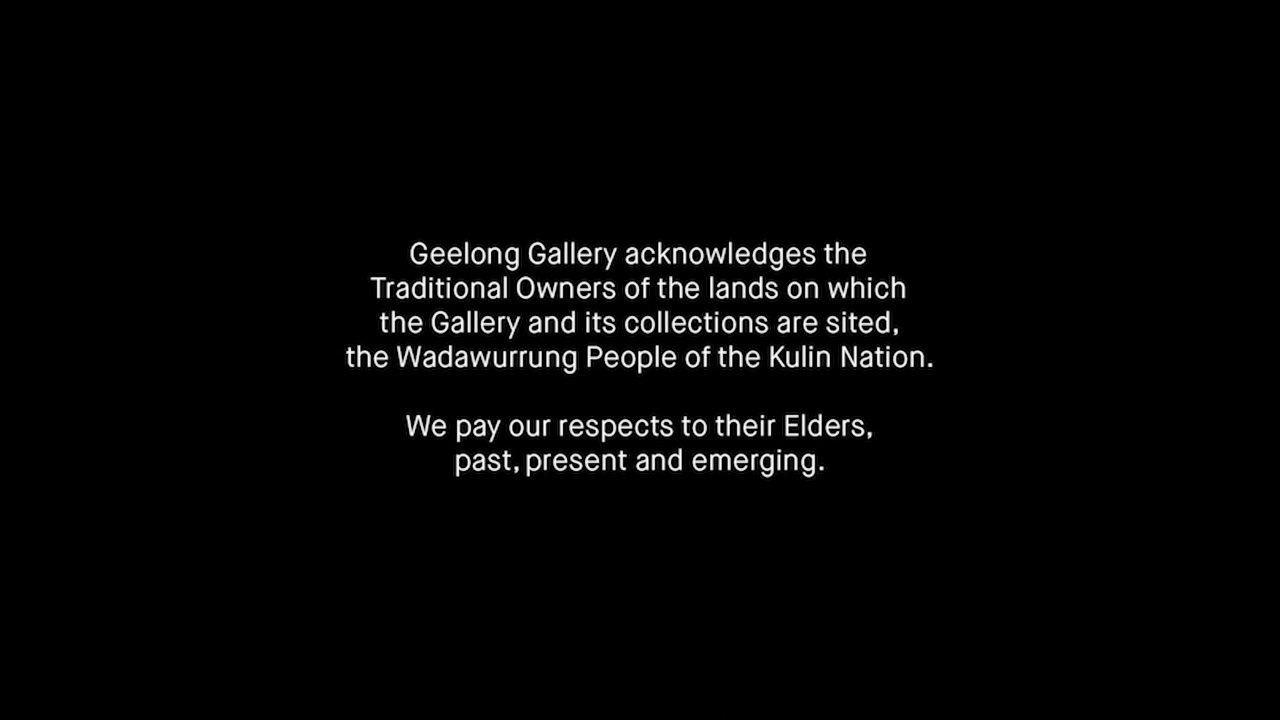 Geelong Gallery acknowledges the
Traditional Owners of the lands on which
the Gallery and its collections are sited,
the Wadawurrung People of the Kulin Nation.
We pay our respects to their Elders,
past, present and emerging.